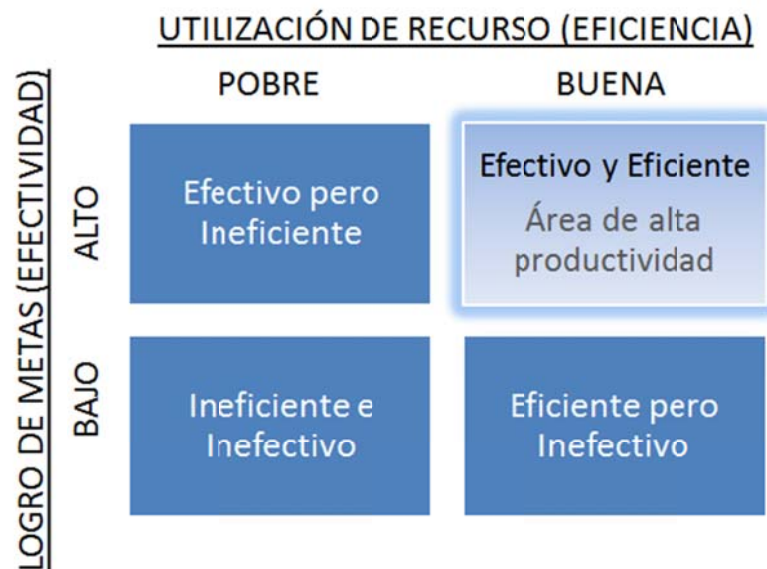 UTILIZACIÓN DE RECURSO (EFICIENCIA)
POBRE
BUENA
LOGRO DE METAS (EFECTIVIDAD)
ALTO
Efectivo pero
Ineficiente
Efectivo y Eficiente
Área de alta
productividad
BAJO
Ineficiente e
Inefectivo
Eficiente pero
Inefectivo